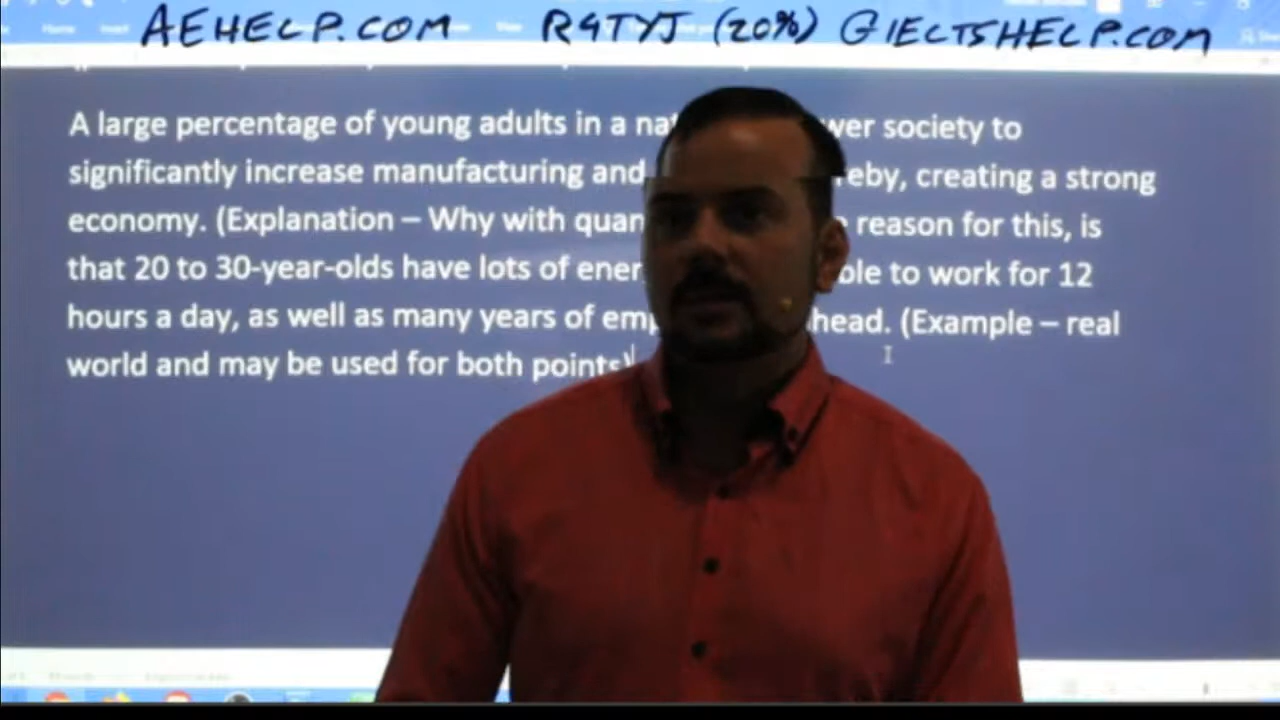 AEHELP.COM R4TYJ (20%) GIELTSHELP.COM
A large percentage of young adults in a wer society to
significantly increase manufacturing and reby, creating a strong
economy. (Explanation – Why with quan reason for this, is
that 20 to 30-year-olds have lots of ener ble to work for 12
hours a day, as well as many years of emp head. (Example – real
world and may be used for both points)